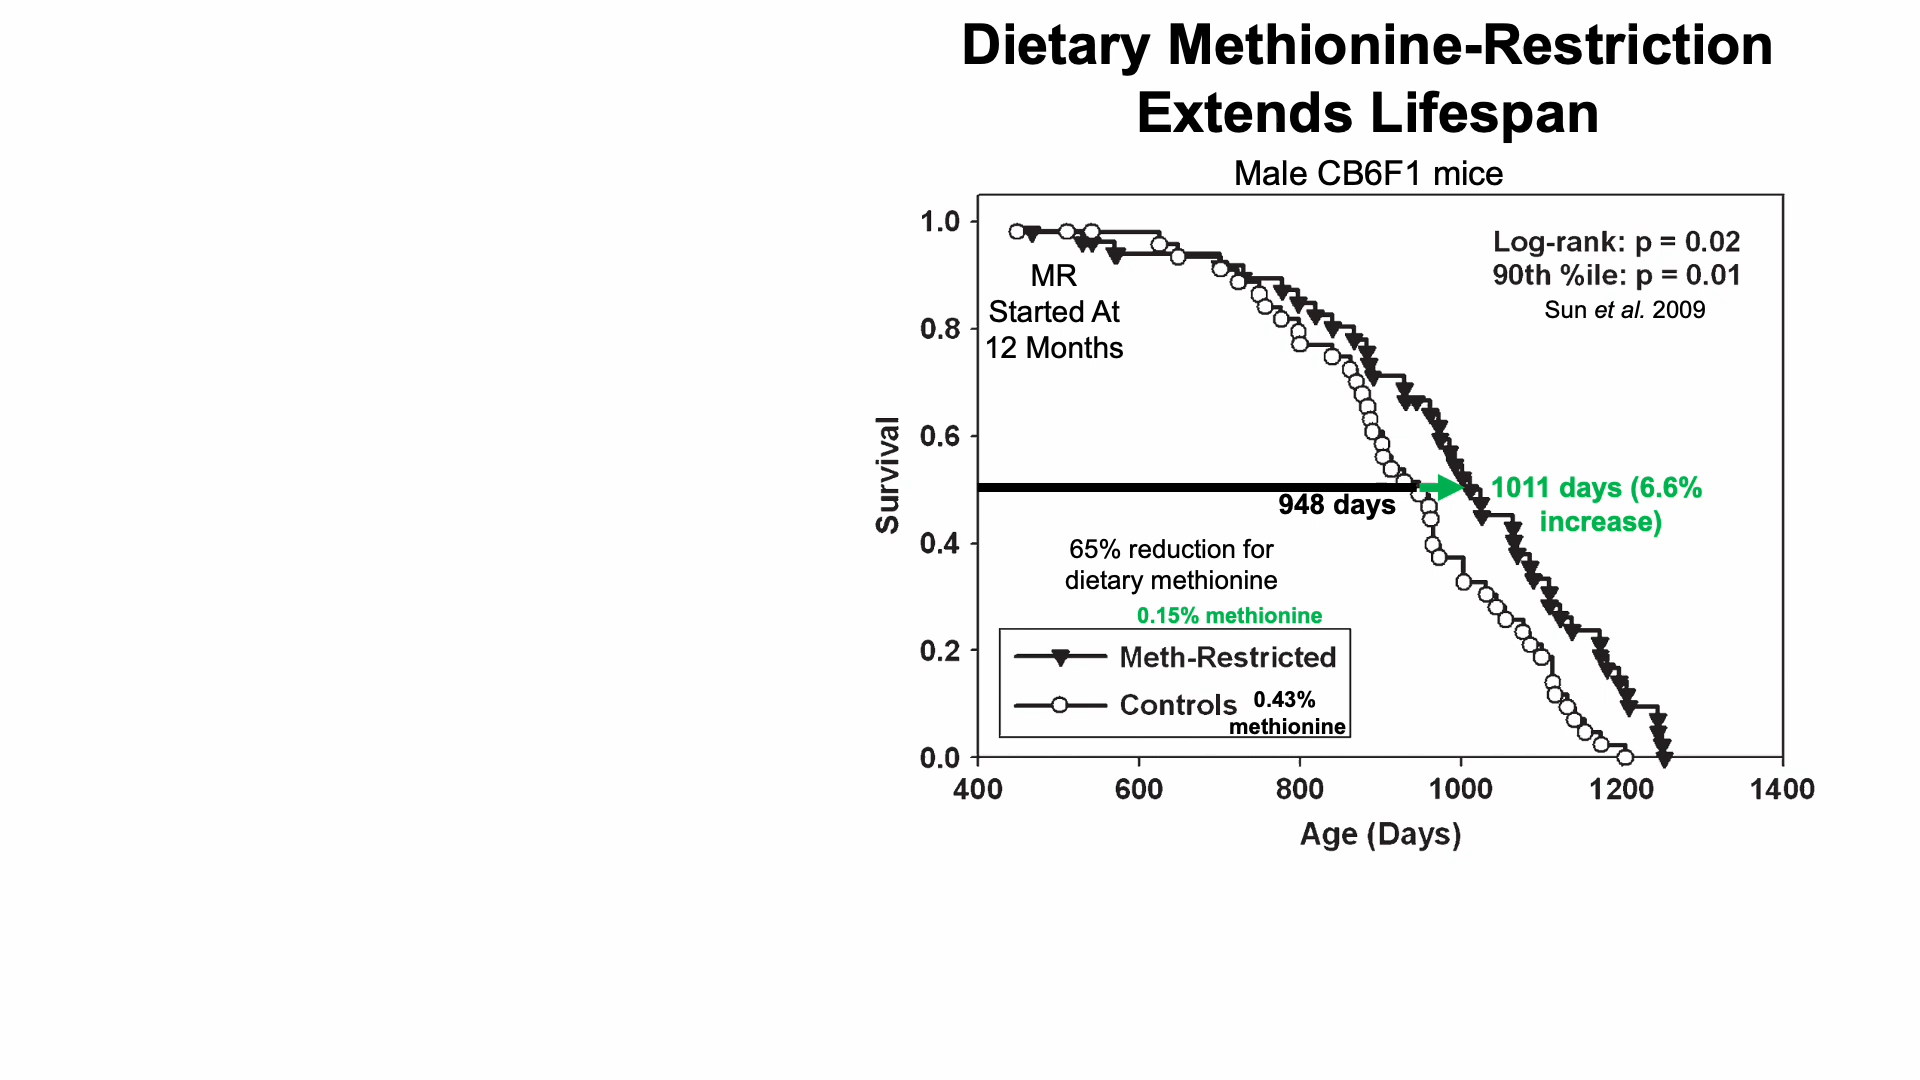 Dietary Methionine-Restriction
Extends Lifespan
Male CB6F1 mice
Log-rank: p = 0.02
90th %ile: p = 0.01
Sun et al. 2009
MR
Started At
12 Months
Survival
1.0
0.8
0.6
0.4
0.2
0.0
948 days
1011 days (6.6%
increase)
65% reduction for
dietary methionine
0.15% methionine
Meth-Restricted
Controls 0.43%
methionine
400 600 800 1000 1200 1400
Age (Days)